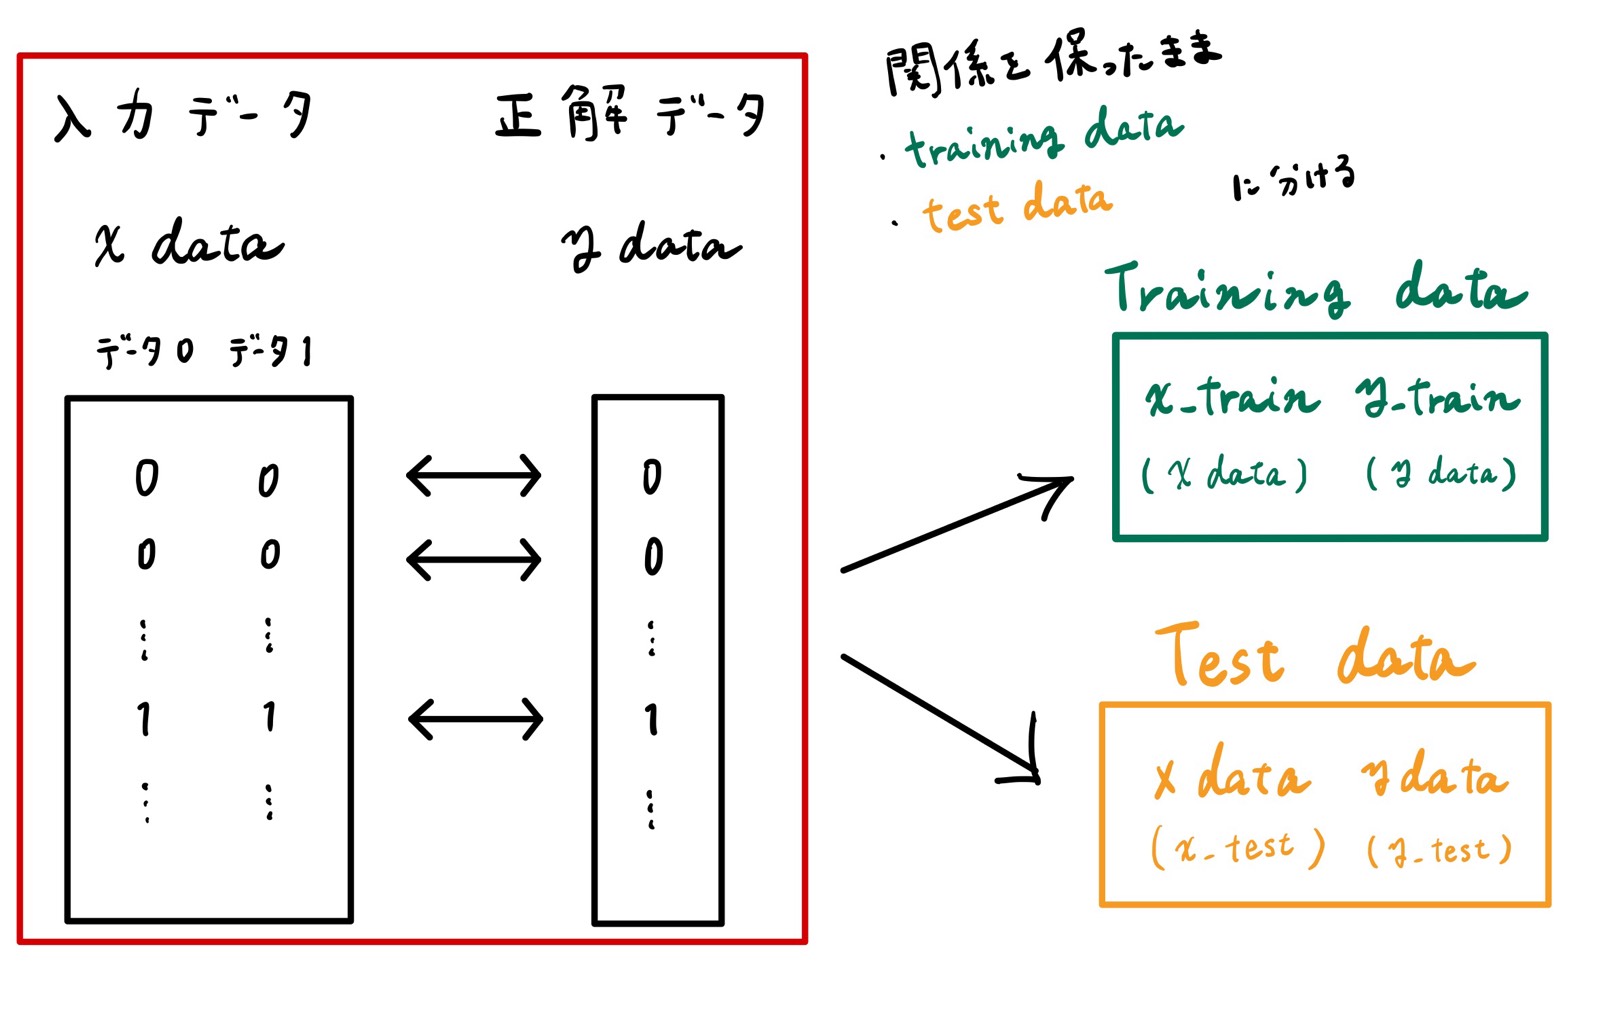 入力データ 正解データ
x data y data
データ0 データ1
0 0 0
0 0 0
⋮ ⋮ ⋮
1 1 1
⋮ ⋮ ⋮
関係を保ったまま
・training data
・test data
に分ける
Training data
x_train y_train
(x data) (y data)
Test data
x data y data
(x_test) (y_test)